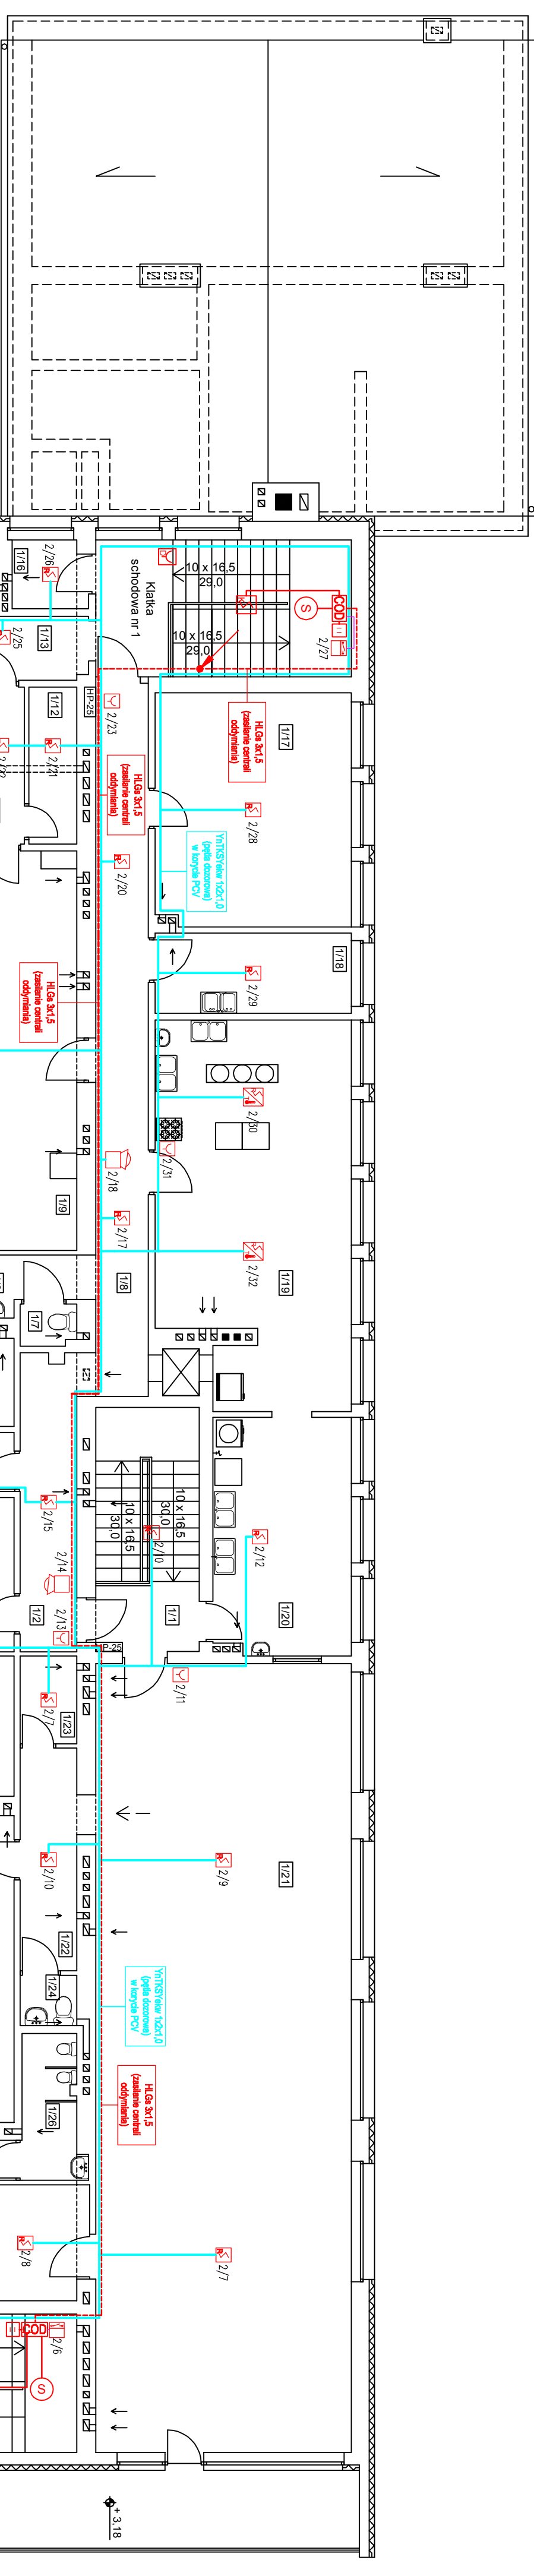 Klatka
schodowa nr 1
10 x 16,5
29,0
10 x 16,5
29,0
COD
S
2/27
2/26
1/16
2/25
1/13
1/12
HP-25
2/23
2/21
HLGs 3x1,5
(zasilanie centrali
oddymiania)
HLGs 3x1,5
(zasilanie centrali
oddymiania)
1/17
2/28
YnTKSYekw 1x2x1,0
(pętla dozorowa)
w korycie PCV
2/20
1/18
2/29
HLGs 3x1,5
(zasilanie centrali
oddymiania)
2/30
2/31
2/18
1/9
2/17
2/32
1/19
1/8
1/7
10 x 16,5
30,0
10 x 16,5
30,0
2/15
2/10
2/12
2/14
1/20
1/1
1/2
2/13
P-25
2/11
1/23
2/7
2/10
2/9
1/21
1/22
1/24
YnTKSYekw 1x2x1,0
(pętla dozorowa)
w korycie PCV
HLGs 3x1,5
(zasilanie centrali
oddymiania)
1/26
2/8
2/7
2/6
COD
S
+ 3,18